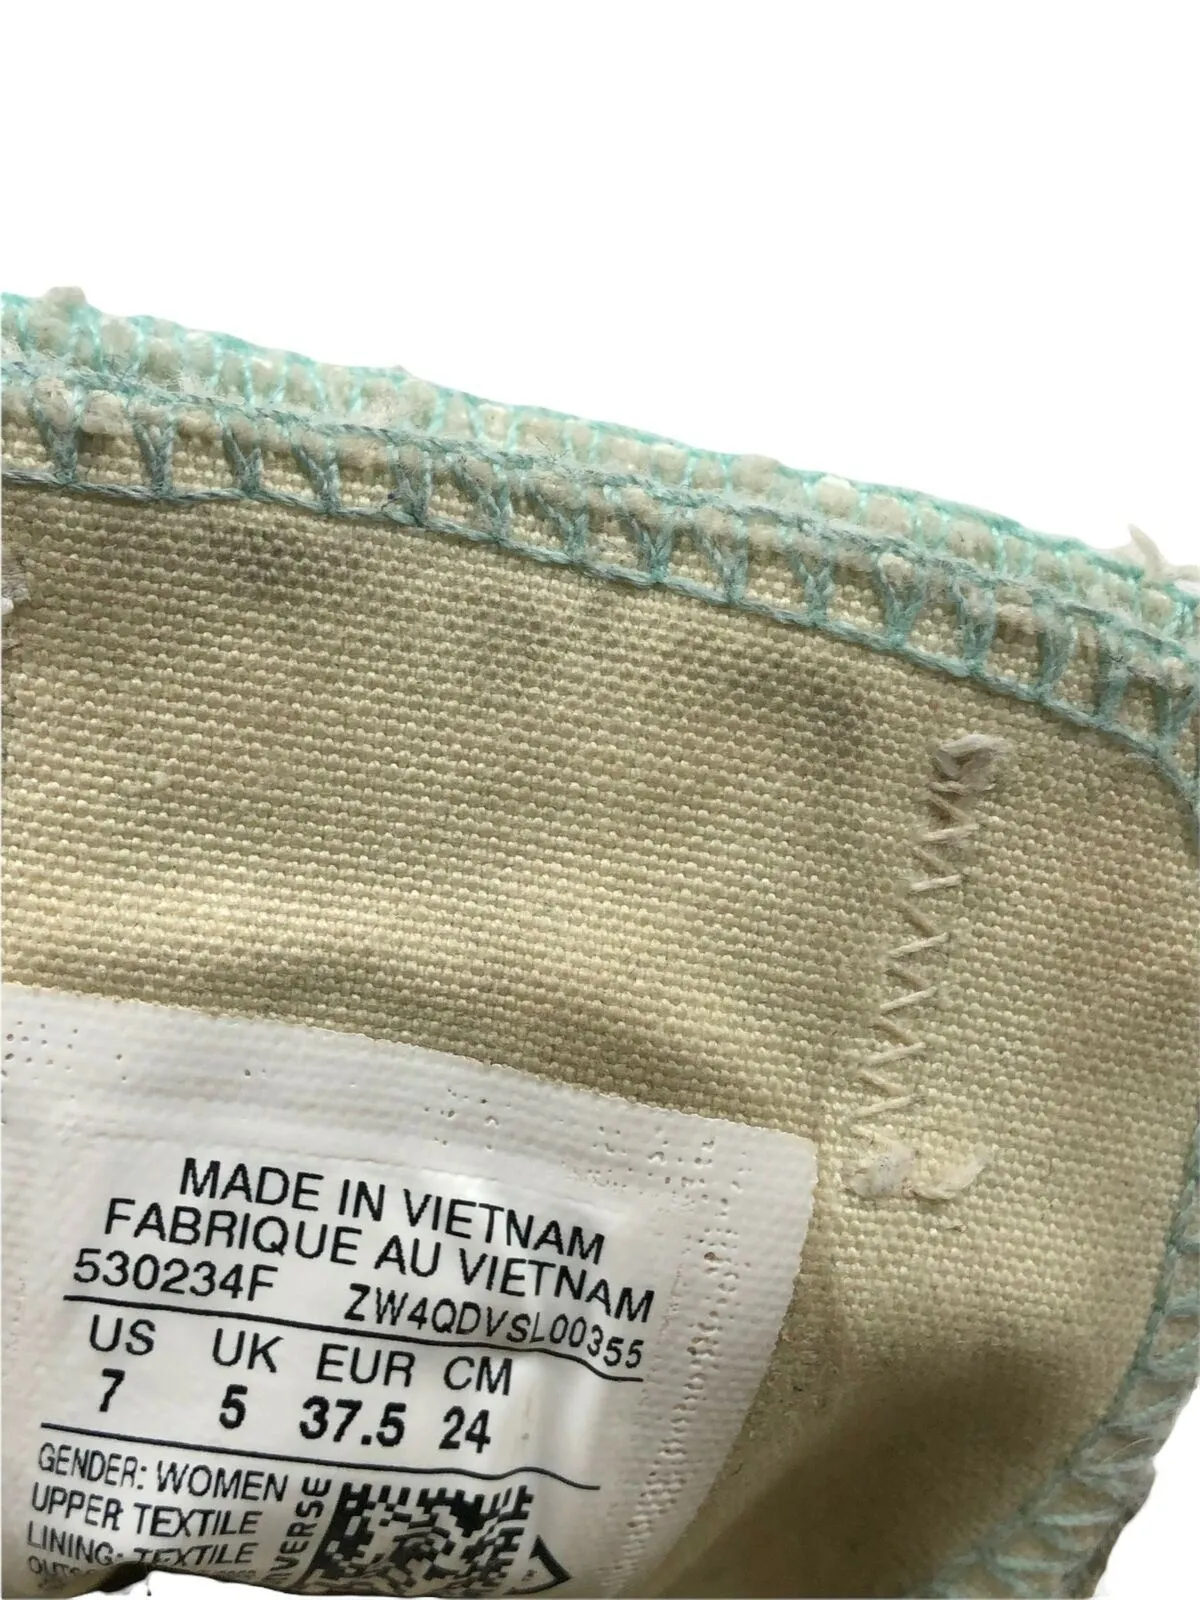 MADE IN VIETNAM
FABRIQUE AU VIETNAM
530234F ZW4QDVSL00355
US UK EUR CM
7 5 37.5 24
GENDER: WOMEN
UPPER TEXTILE
LINING: TEXTILE